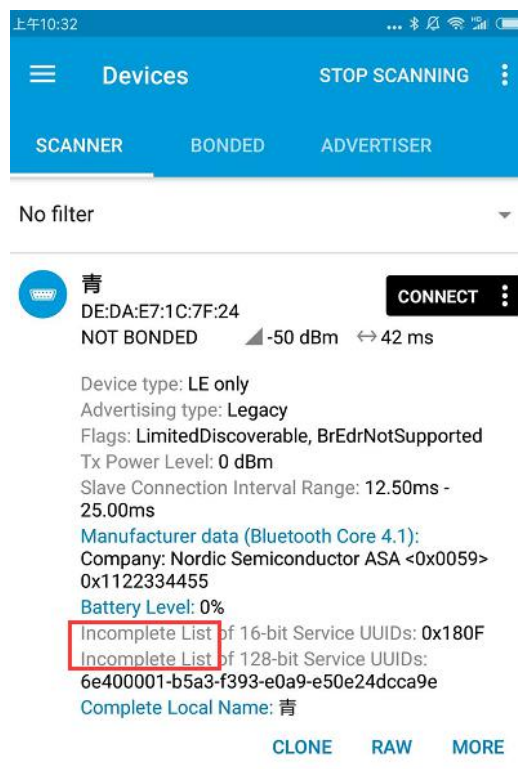 上午10:32
...
Devices
STOP SCANNING
SCANNER
BONDED
ADVERTISER
No filter
青
DE:DA:E7:1C:7F:24
CONNECT
NOT BONDED -50 dBm 42 ms
Device type: LE only
Advertising type: Legacy
Flags: LimitedDiscoverable, BrEdrNotSupported
Tx Power Level: 0 dBm
Slave Connection Interval Range: 12.50ms -
25.00ms
Manufacturer data (Bluetooth Core 4.1):
Company: Nordic Semiconductor ASA <0x0059>
0x1122334455
Battery Level: 0%
Incomplete List of 16-bit Service UUIDs: 0x180F
Incomplete List of 128-bit Service UUIDs:
6e400001-b5a3-f393-e0a9-e50e24dcca9e
Complete Local Name: 青
CLONE
RAW
MORE